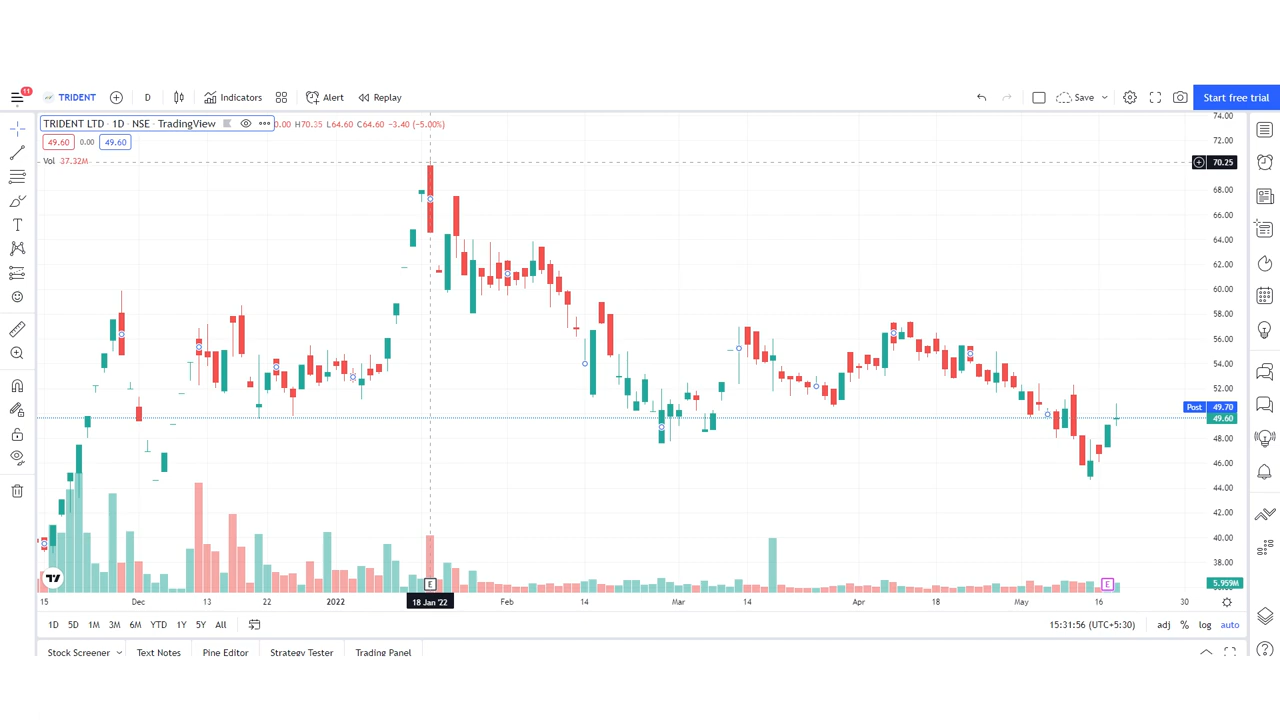 11 TRIDENT D Indicators Alert Replay Save Start free trial
TRIDENT LTD · 1D · NSE · TradingView 0.00 H70.35 L64.60 C64.60 -3.40 (-5.00%)
49.60 0.00 49.60
Vol 37.32M
74.00
72.00
70.25
68.00
66.00
64.00
62.00
60.00
58.00
56.00
54.00
52.00
Post 49.70
49.60
48.00
46.00
44.00
42.00
40.00
38.00
5.959M
E E
15 Dec 13 22 2022 18 Jan '22 Feb 14 Mar 14 Apr 18 May 16 30
1D 5D 1M 3M 6M YTD 1Y 5Y All 15:31:56 (UTC+5:30) adj % log auto
Stock Screener Text Notes Pine Editor Strategy Tester Trading Panel